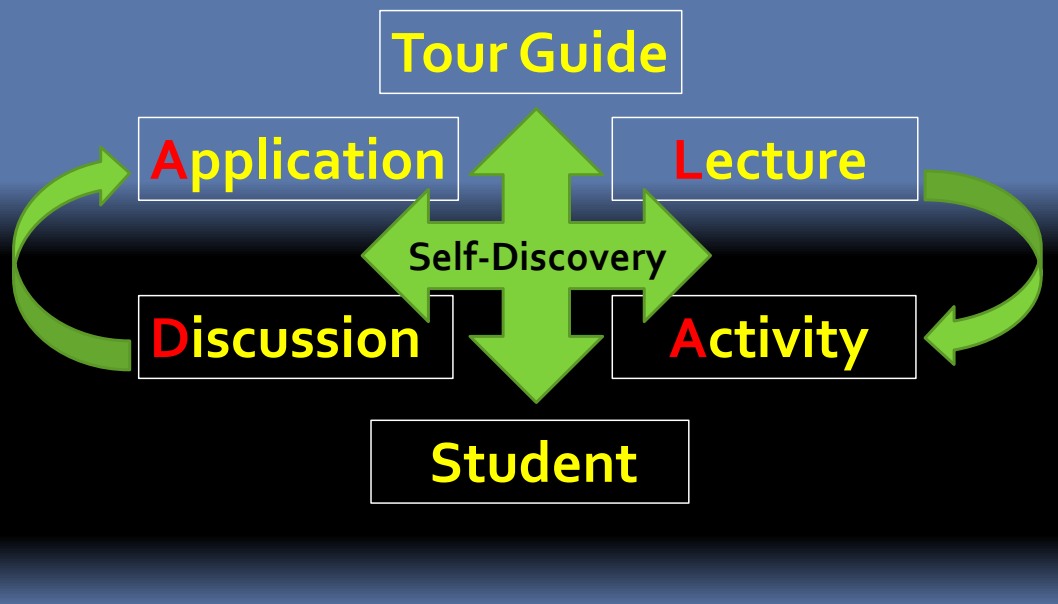 Tour Guide
Application
Lecture
Self-Discovery
Discussion
Activity
Student